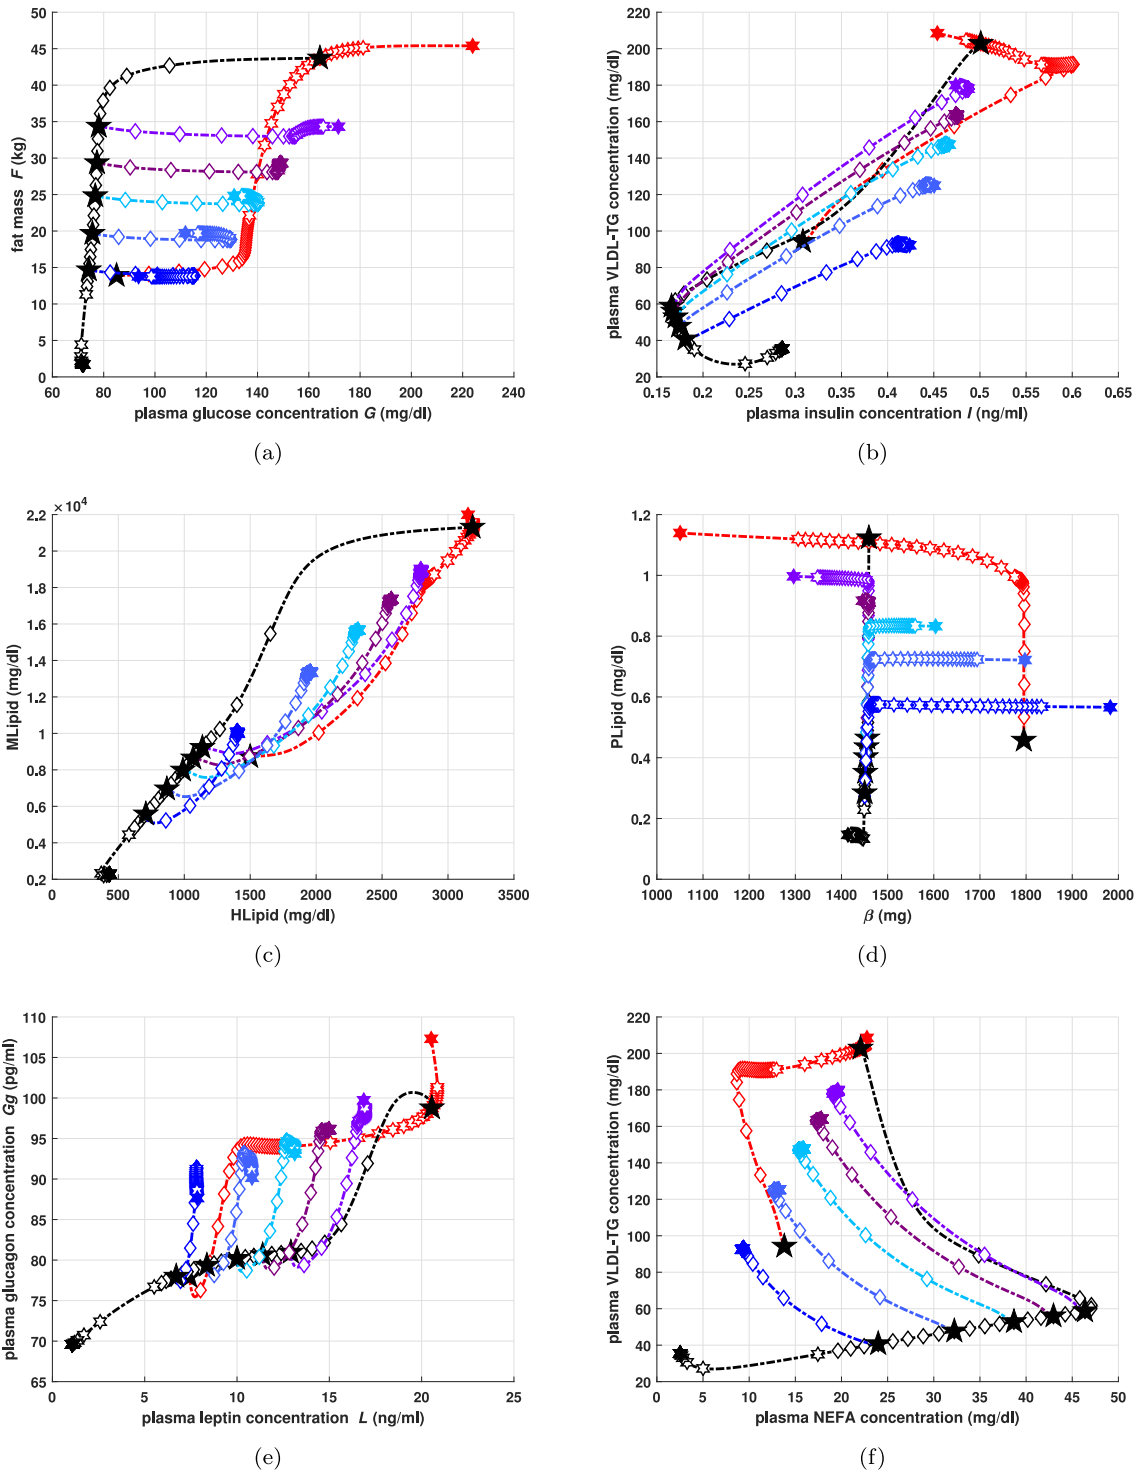 50
45
40
35
30
25
20
15
10
5
0
fat mass F (kg)
60 80 100 120 140 160 180 200 220 240
plasma glucose concentration G (mg/dl)
(a)
220
200
180
160
140
120
100
80
60
40
20
plasma VLDL-TG concentration (mg/dl)
0.15 0.2 0.25 0.3 0.35 0.4 0.45 0.5 0.55 0.6 0.65
plasma insulin concentration I (ng/ml)
(b)
×10⁴
2.2
2
1.8
1.6
1.4
1.2
1
0.8
0.6
0.4
0.2
MLipid (mg/dl)
0 500 1000 1500 2000 2500 3000 3500
HLipid (mg/dl)
(c)
1.2
1
0.8
0.6
0.4
0.2
0
PLipid (mg/dl)
1000 1100 1200 1300 1400 1500 1600 1700 1800 1900 2000
β (mg)
(d)
110
105
100
95
90
85
80
75
70
65
plasma glucagon concentration Gg (pg/ml)
0 5 10 15 20 25
plasma leptin concentration L (ng/ml)
(e)
220
200
180
160
140
120
100
80
60
40
20
plasma VLDL-TG concentration (mg/dl)
0 5 10 15 20 25 30 35 40 45 50
plasma NEFA concentration (mg/dl)
(f)